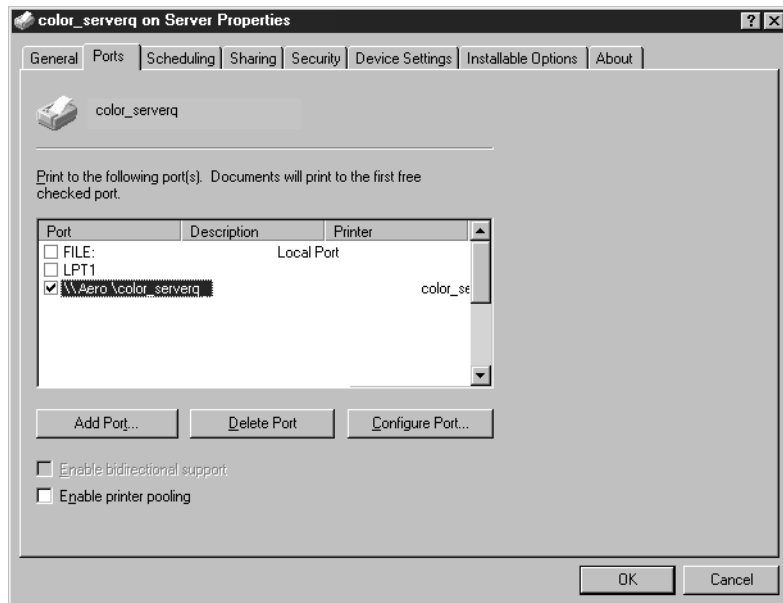 color_serverq on Server Properties
General Ports Scheduling Sharing Security Device Settings Installable Options About
color_serverq
Print to the following port(s). Documents will print to the first free
checked port.
Port Description Printer
FILE: Local Port
LPT1
\\Aero \color_serverq color_se
Add Port... Delete Port Configure Port...
Enable bidirectional support
Enable printer pooling
OK Cancel